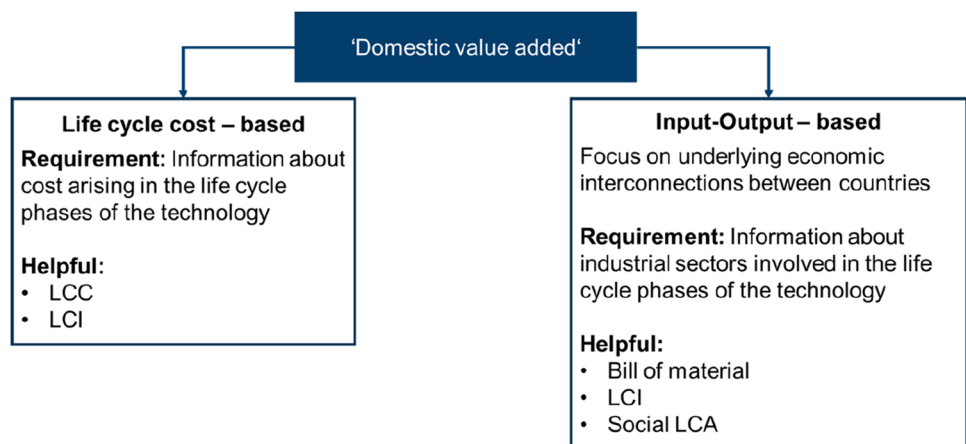 ‘Domestic value added‘
Life cycle cost – based
Requirement: Information about
cost arising in the life cycle
phases of the technology
Helpful:
• LCC
• LCI
Input-Output – based
Focus on underlying economic
interconnections between countries
Requirement: Information about
industrial sectors involved in the life
cycle phases of the technology
Helpful:
• Bill of material
• LCI
• Social LCA